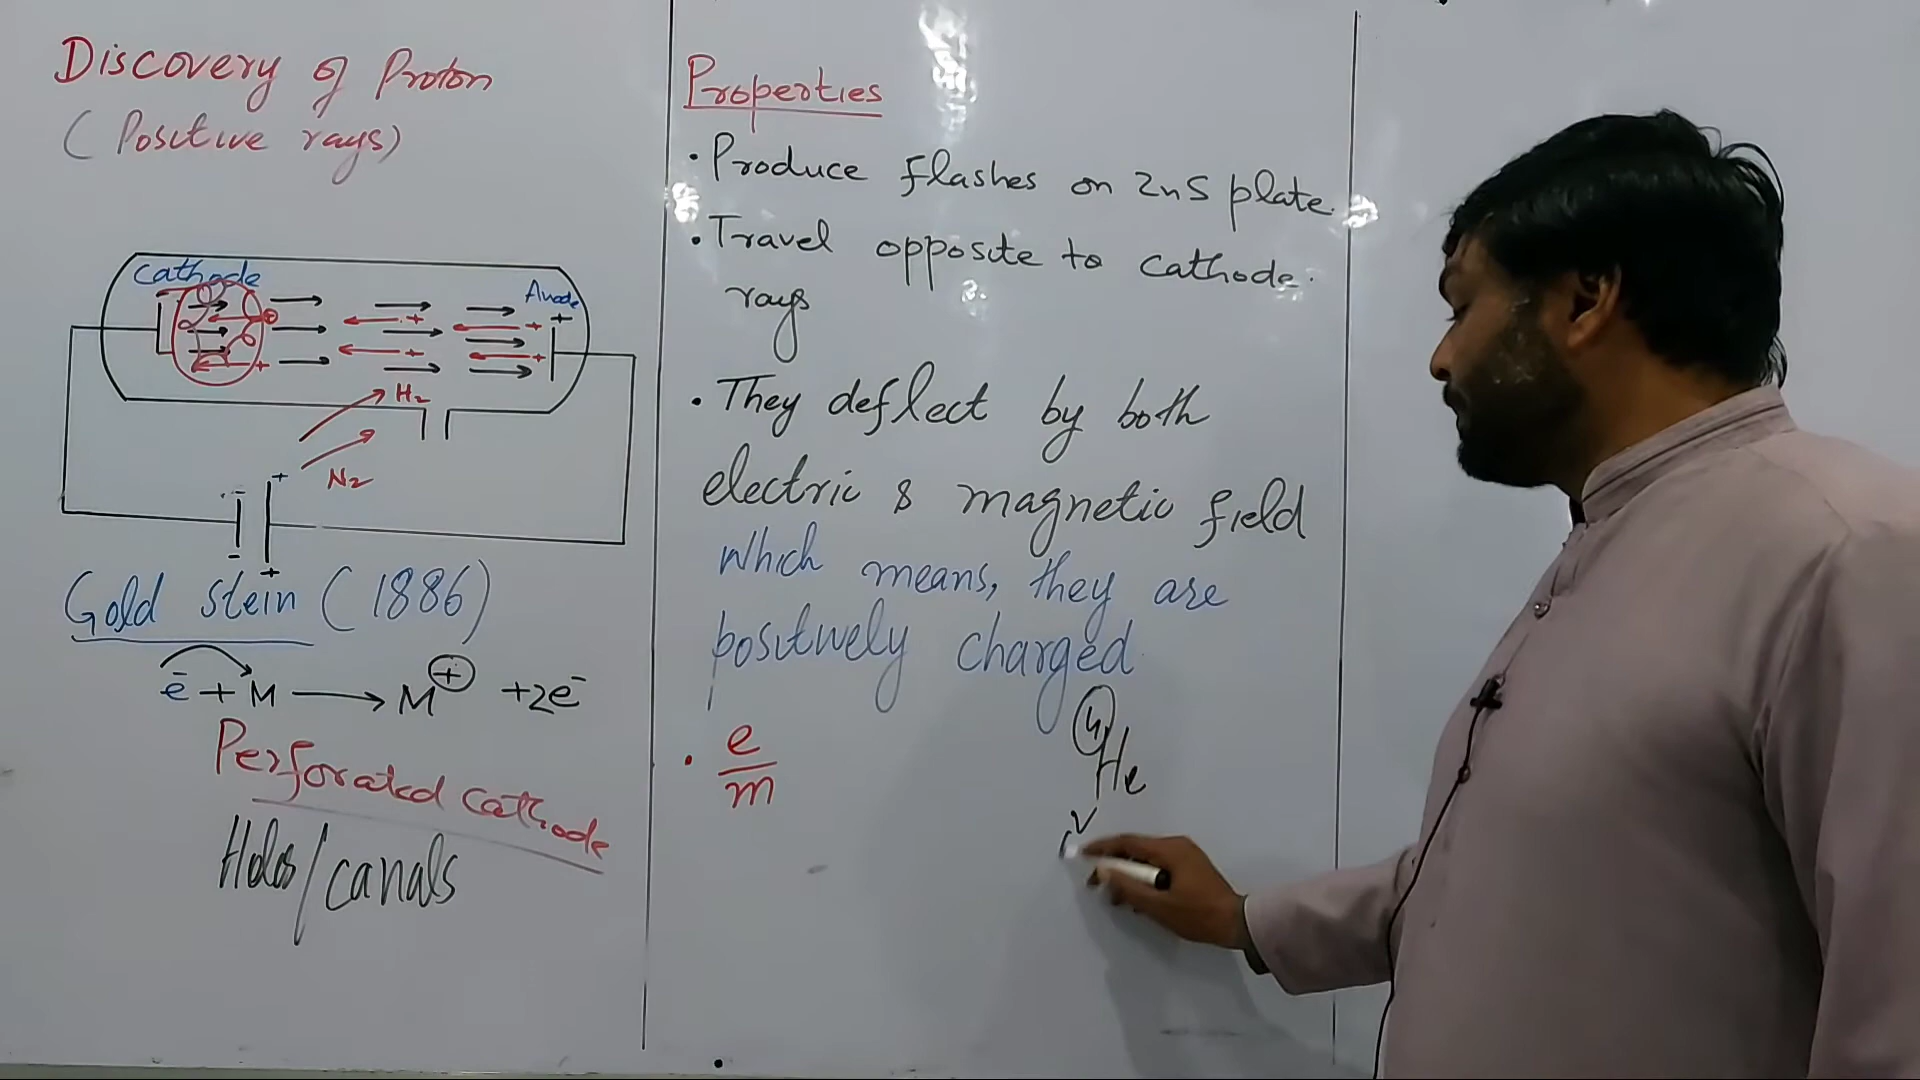 Discovery of Proton
(Positive rays)
Cathode
Anode
+
H₂
N₂
- +
- +
Gold stein (1886)
e⁻ + M → M⁺ + 2e⁻
Perforated Cathode
Holes/canals
Properties
• Produce flashes on ZnS plate.
• Travel opposite to cathode.
rays
• They deflect by both
electric & magnetic field
Which means, they are
positively charged
• e/m
4He